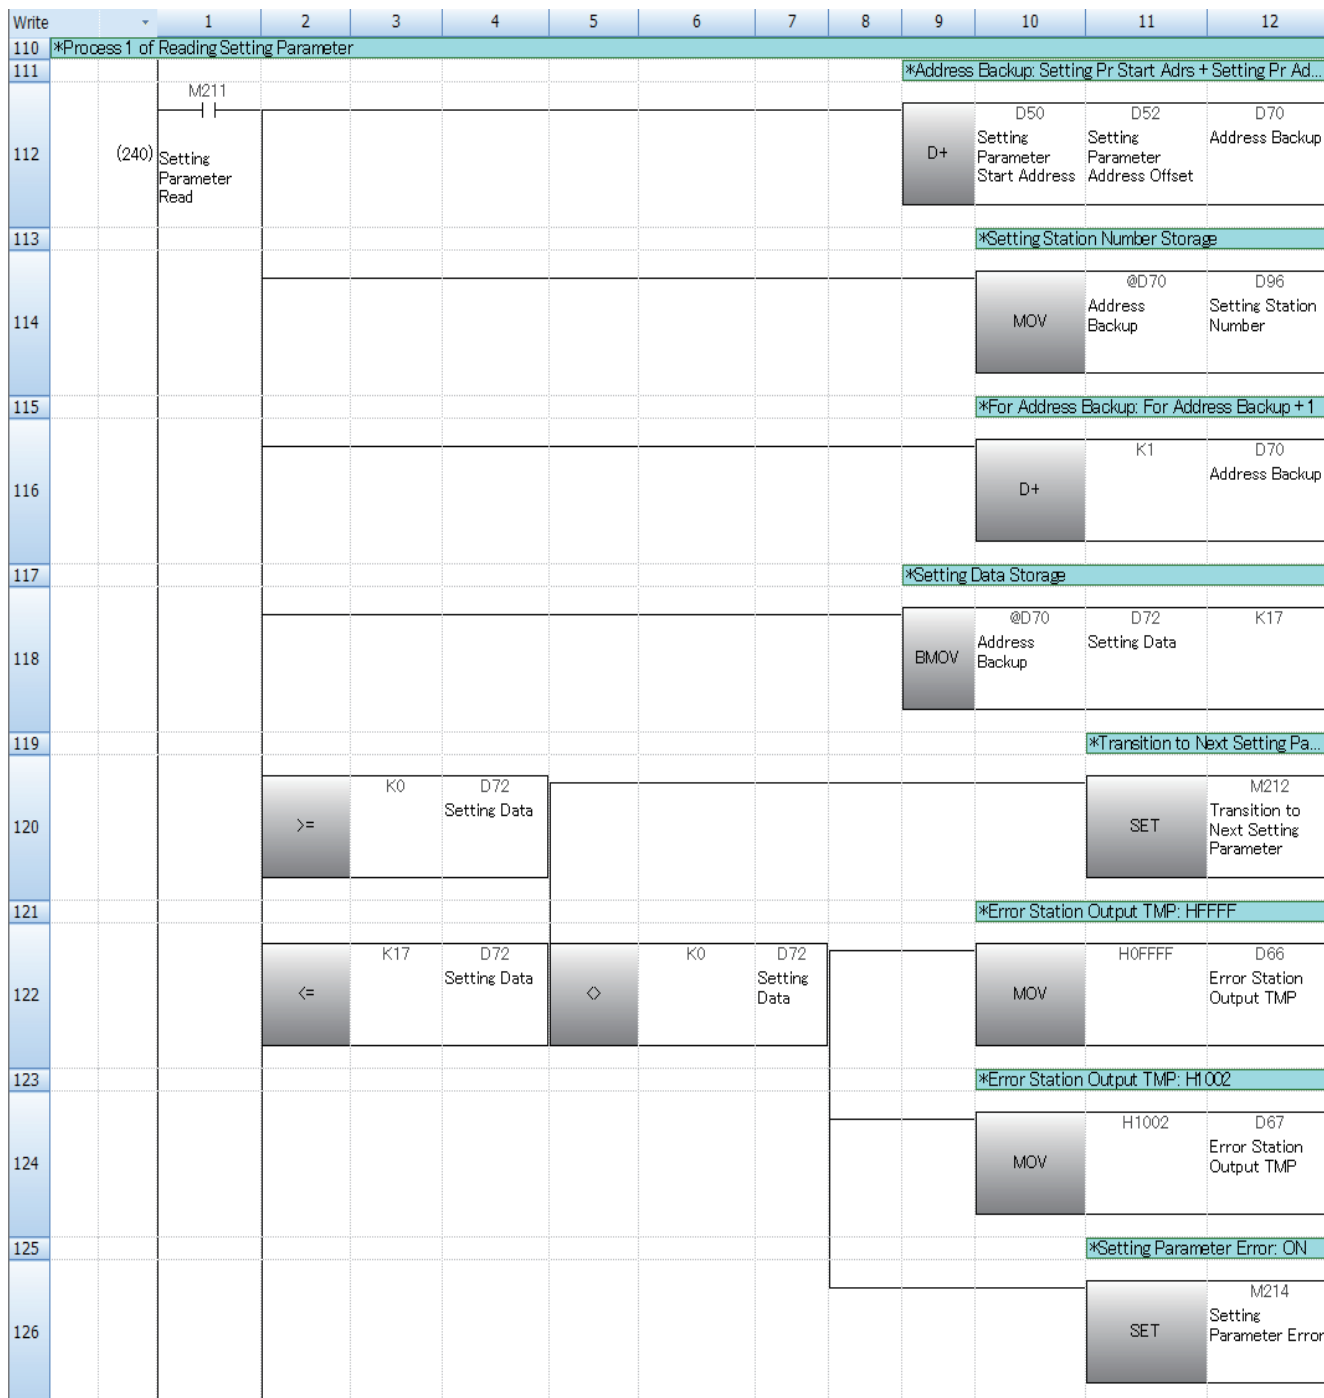 Write 1 2 3 4 5 6 7 8 9 10 11 12
110 *Process 1 of Reading Setting Parameter
111 *Address Backup: Setting Pr Start Adrs + Setting Pr Ad...
M211
112 (240) Setting
Parameter
Read
D+
D50
Setting
Parameter
Start Address
D52
Setting
Parameter
Address Offset
D70
Address Backup
113 *Setting Station Number Storage
114 MOV
@D70
Address
Backup
D96
Setting Station
Number
115 *For Address Backup: For Address Backup + 1
116 D+
K1
D70
Address Backup
117 *Setting Data Storage
118 BMOV
@D70
Address
Backup
D72
Setting Data
K17
119 *Transition to Next Setting Pa...
120 >=
K0
D72
Setting Data
SET
M212
Transition to
Next Setting
Parameter
121 *Error Station Output TMP: HFFFF
122 <=
K17
D72
Setting Data
<>
K0
D72
Setting
Data
MOV
H0FFFF
D66
Error Station
Output TMP
123 *Error Station Output TMP: H1002
124 MOV
H1002
D67
Error Station
Output TMP
125 *Setting Parameter Error: ON
126 SET
M214
Setting
Parameter Error